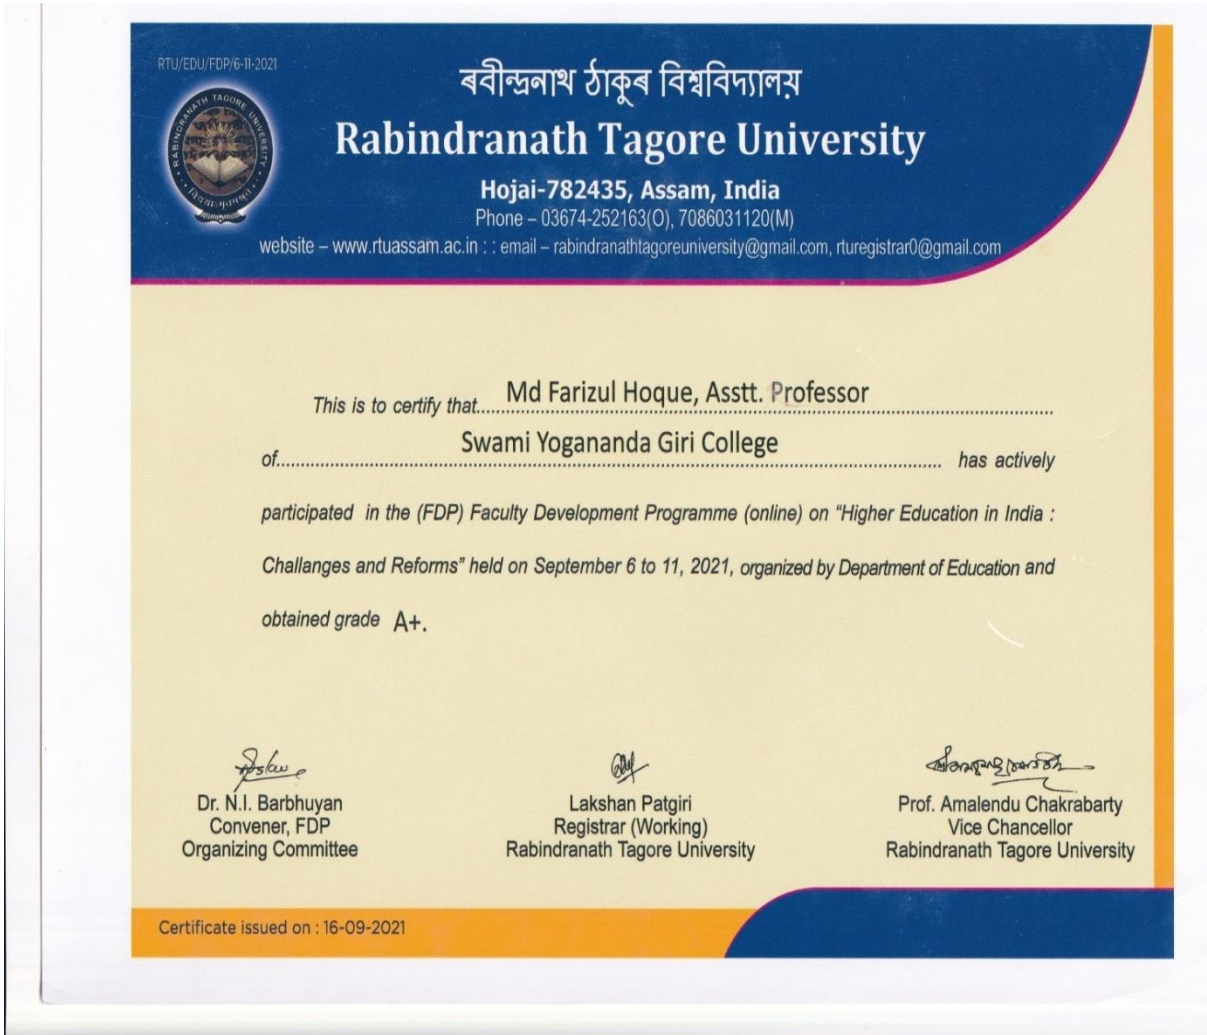 RTU/EDU/FDP/6-11-2021
ৰবীন্দ্ৰনাথ ঠাকুৰ বিশ্ববিদ্যালয়
Rabindranath Tagore University
RABINDRANATH TAGORE UNIVERSITY
Hojai-782435, Assam, India
Phone – 03674-252163(O), 7086031120(M)
website – www.rtuassam.ac.in : : email – rabindranathtagoreuniversity@gmail.com, rturegistrar0@gmail.com
This is to certify that Md Farizul Hoque, Asstt. Professor
of Swami Yogananda Giri College has actively
participated in the (FDP) Faculty Development Programme (online) on "Higher Education in India :
Challanges and Reforms" held on September 6 to 11, 2021, organized by Department of Education and
obtained grade A+.
Dr. N.I. Barbhuyan
Convener, FDP
Organizing Committee
Lakshan Patgiri
Registrar (Working)
Rabindranath Tagore University
Prof. Amalendu Chakrabarty
Vice Chancellor
Rabindranath Tagore University
Certificate issued on : 16-09-2021